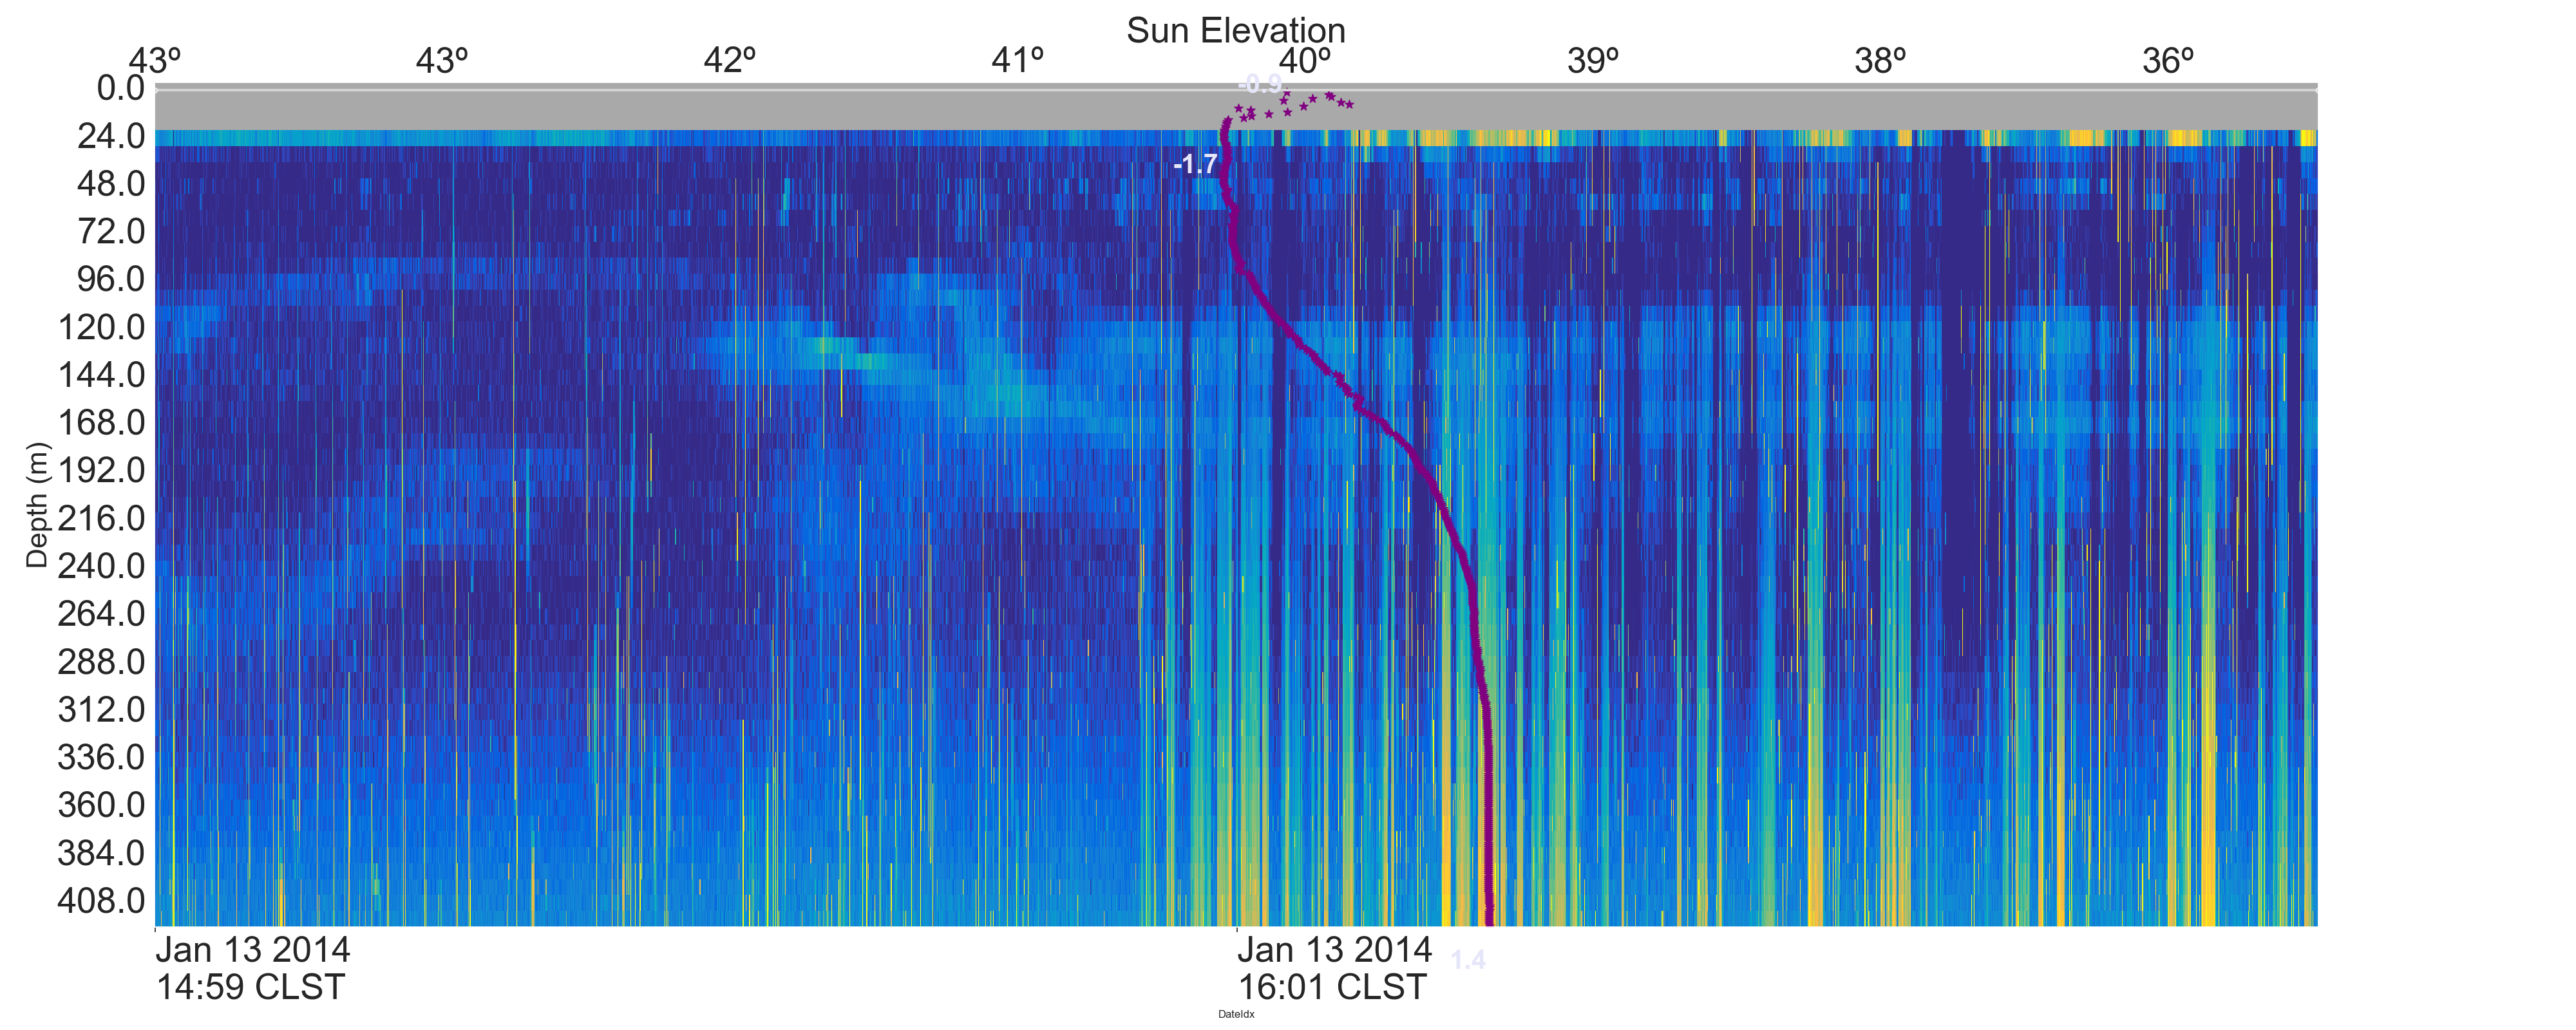 Sun Elevation
43º 43º 42º 41º 40º 39º 38º 36º
-0.9
0.0
24.0
-1.7
48.0
72.0
96.0
120.0
144.0
168.0
192.0
216.0
240.0
264.0
288.0
312.0
336.0
360.0
384.0
408.0
Depth (m)
Jan 13 2014
14:59 CLST
Jan 13 2014
16:01 CLST
1.4
DateIdx